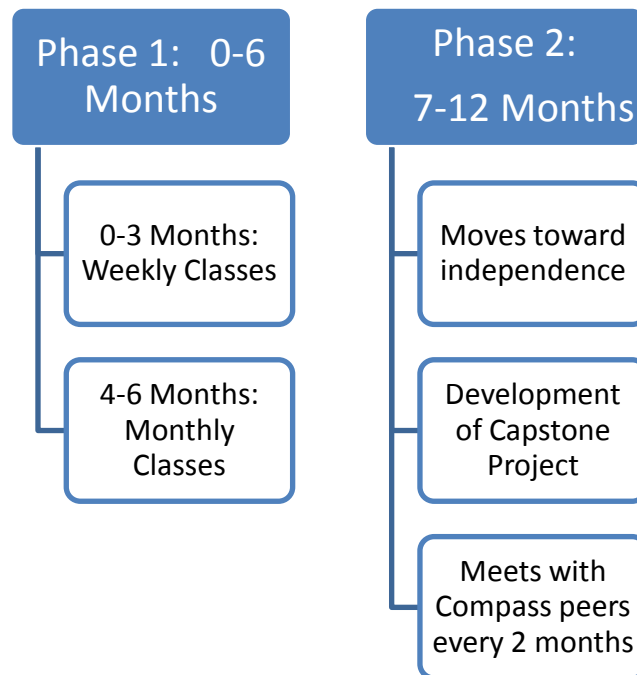 Phase 1: 0-6
Months
0-3 Months:
Weekly Classes
4-6 Months:
Monthly
Classes
Phase 2:
7-12 Months
Moves toward
independence
Development
of Capstone
Project
Meets with
Compass peers
every 2 months